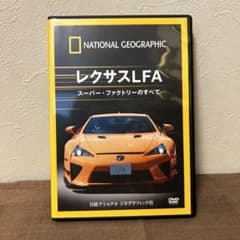 NATIONAL GEOGRAPHIC
レクサスLFA
スーパー・ファクトリーのすべて
LFA
日経ナショナル ジオグラフィック社
DVD